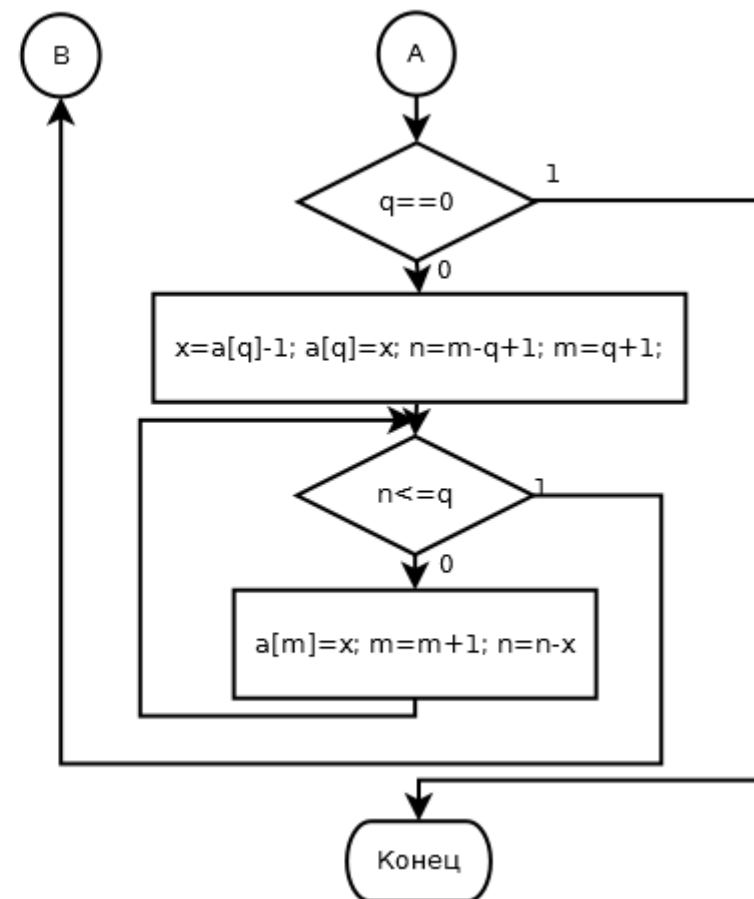 B
A
1
q==0
0
x=a[q]-1; a[q]=x; n=m-q+1; m=q+1;
1
n<=q
0
a[m]=x; m=m+1; n=n-x
Конец